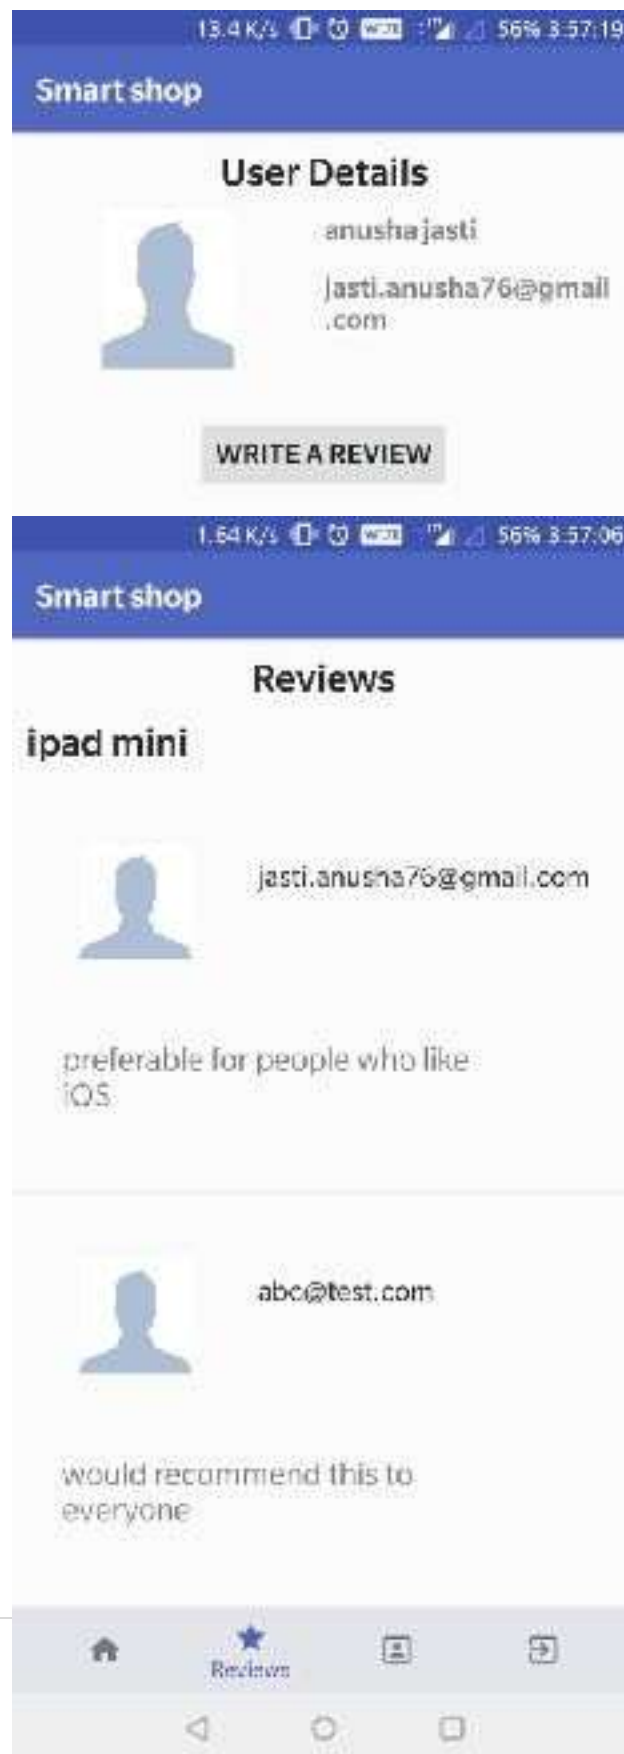 13.4 K/s 56% 3:57:19
Smart shop
User Details
anusha jasti
jasti.anusha76@gmail
.com
WRITE A REVIEW
1.64 K/s 56% 3:57:06
Smart shop
Reviews
ipad mini
jasti.anusha76@gmail.com
preferable for people who like
iOS
abc@test.com
would recommend this to
everyone
Reviews